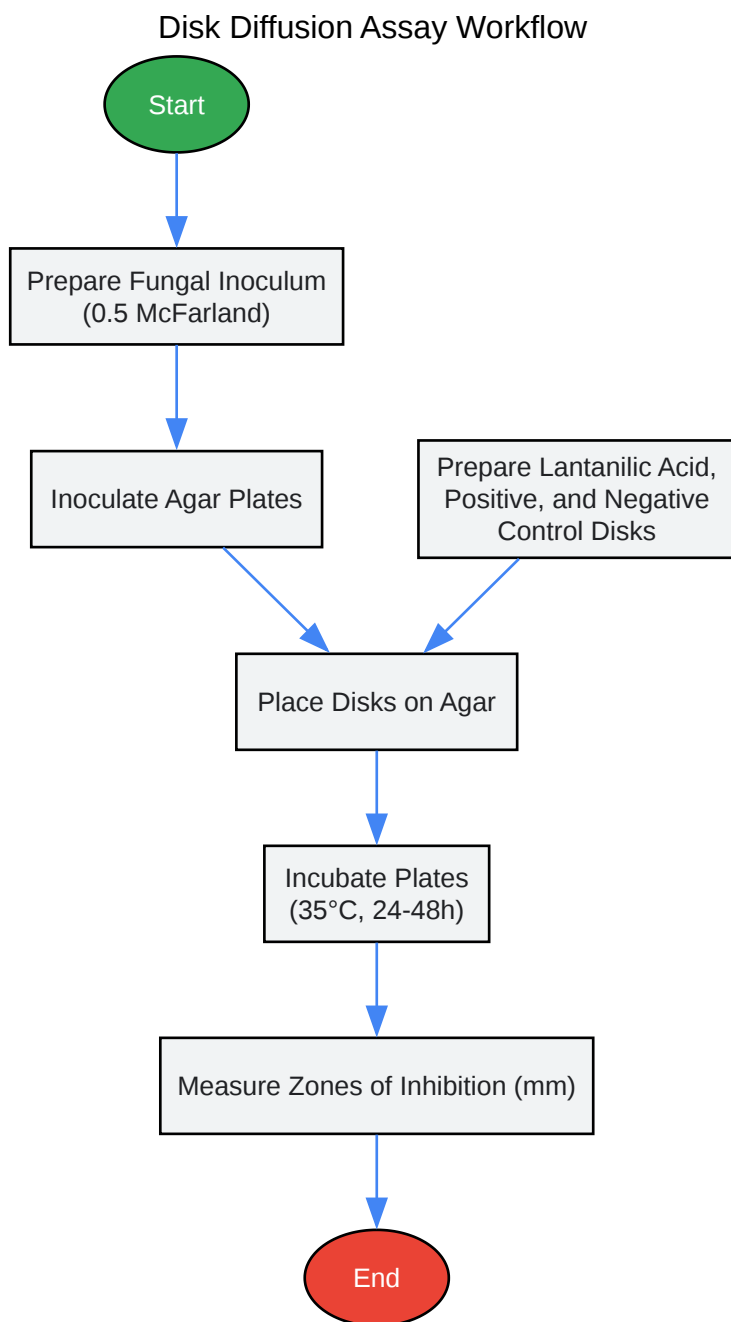 Disk Diffusion Assay Workflow
Start
Prepare Fungal Inoculum
(0.5 McFarland)
Inoculate Agar Plates
Prepare Lantanilic Acid,
Positive, and Negative
Control Disks
Place Disks on Agar
Incubate Plates
(35°C, 24-48h)
Measure Zones of Inhibition (mm)
End